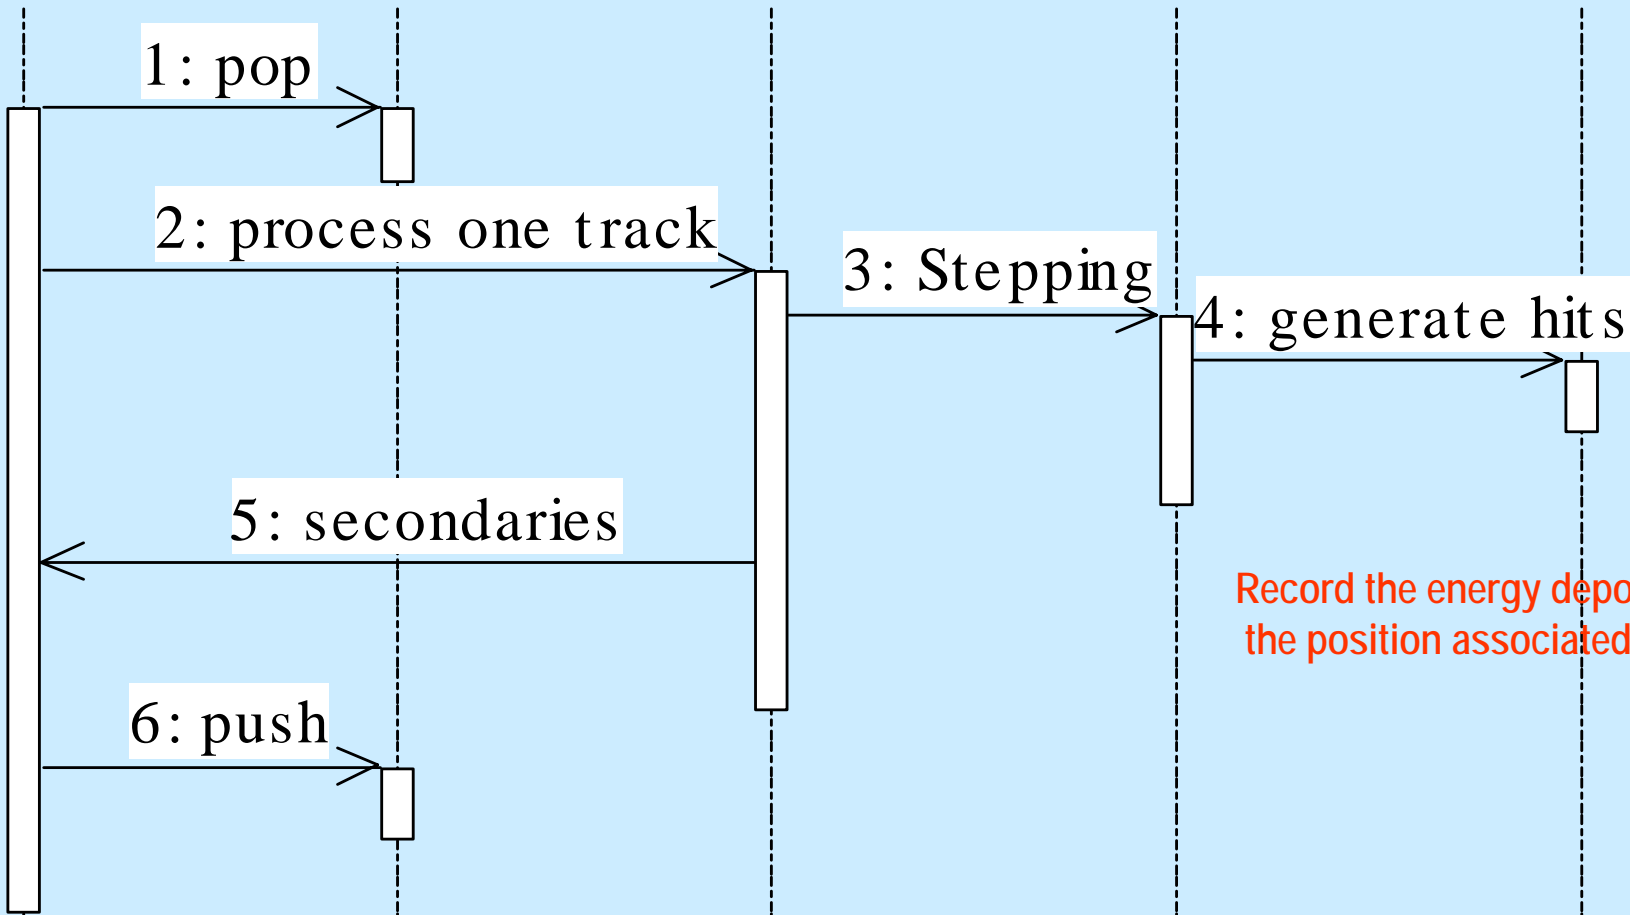 1: pop
2: process one track
3: Stepping
4: generate hits
5: secondaries
Record the energy
the position associated
6: push